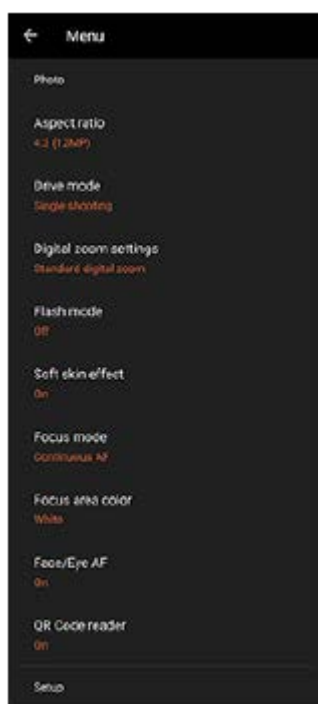 Menu
Photo
Aspect ratio
4:3 (12MP)
Drive mode
Single shooting
Digital zoom settings
Standard digital zoom
Flash mode
Off
Soft skin effect
On
Focus mode
Continuous AF
Focus area color
White
Face/Eye AF
On
QR Code reader
On
Setup